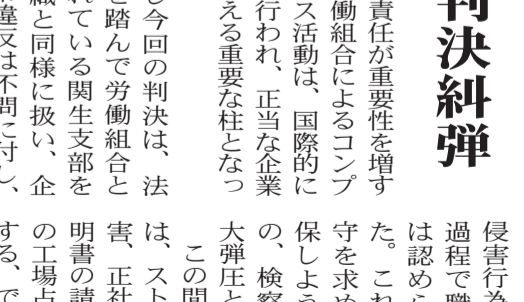 判決糾弾
責任が重要性を増す
働組合によるコンプ
ス活動は、国際的に
行われ、正当な企業
える重要な柱となっ
し今回の判決は、法
を踏んで労働組合と
れている関生支部を
織と同様に扱い、企
違又は不問に付し、
侵害行為
過程で職
は認めら
た。これ
守を求め
保しよう
の、検察
大弾圧と
この間
は、スト
害、正社
明書の請
の工場占
する、で